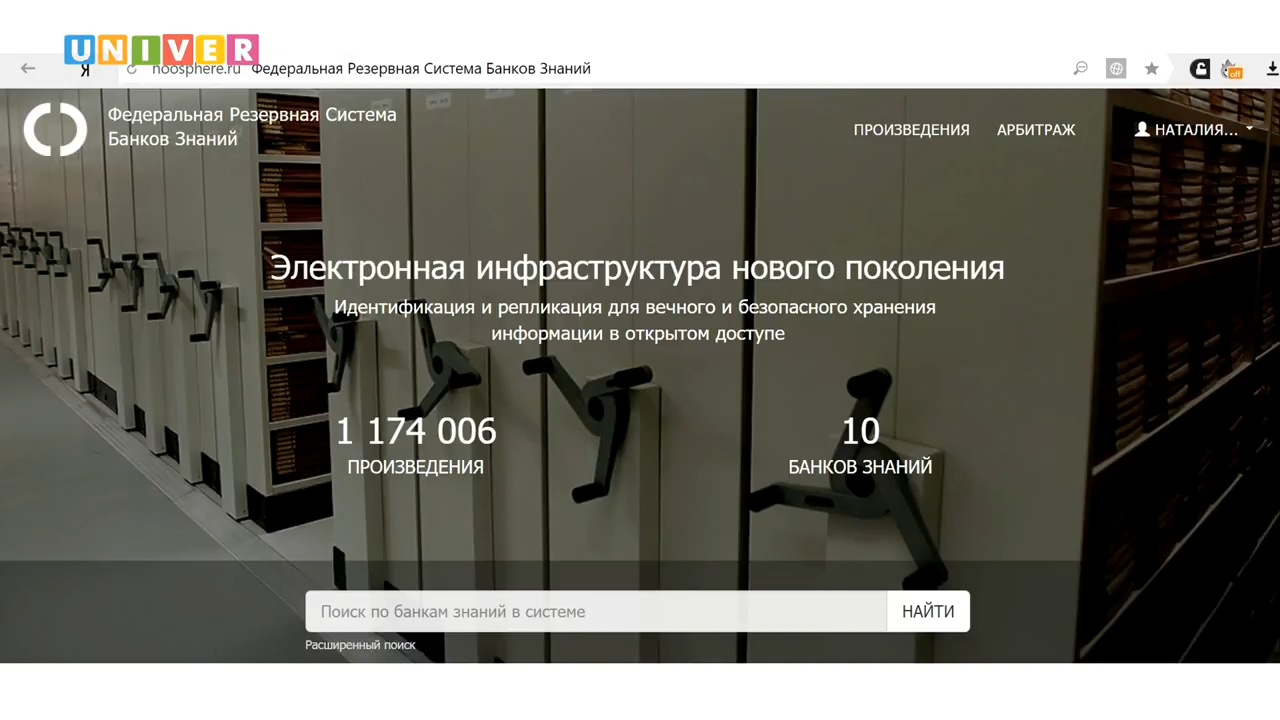 UNIVER
Я noosphere.ru Федеральная Резервная Система Банков Знаний
off
Федеральная Резервная Система
Банков Знаний
ПРОИЗВЕДЕНИЯ АРБИТРАЖ НАТАЛИЯ...
Электронная инфраструктура нового поколения
Идентификация и репликация для вечного и безопасного хранения
информации в открытом доступе
1 174 006
ПРОИЗВЕДЕНИЯ
10
БАНКОВ ЗНАНИЙ
Поиск по банкам знаний в системе
НАЙТИ
Расширенный поиск